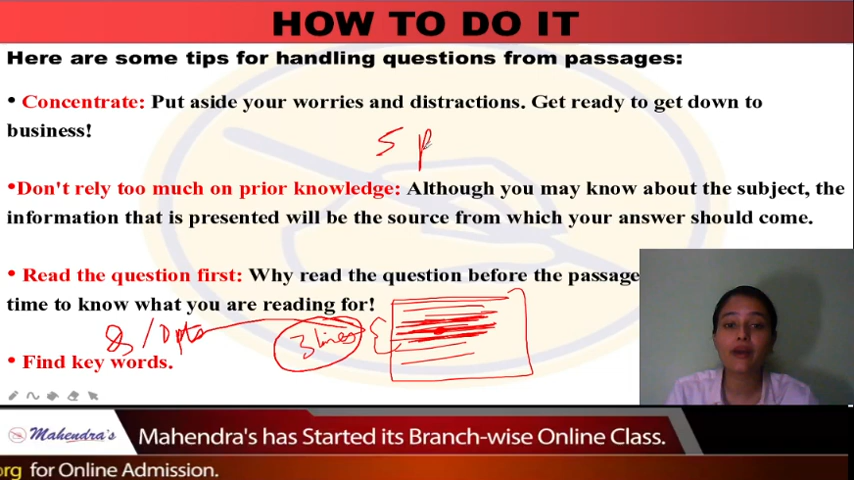 HOW TO DO IT
Here are some tips for handling questions from passages:
• Concentrate: Put aside your worries and distractions. Get ready to get down to
business!
5 p
•Don't rely too much on prior knowledge: Although you may know about the subject, the
information that is presented will be the source from which your answer should come.
• Read the question first: Why read the question before the passage
time to know what you are reading for!
3 lines
• Find key words.
Mahendra's
Mahendra's has Started its Branch-wise Online Class.
org for Online Admission.